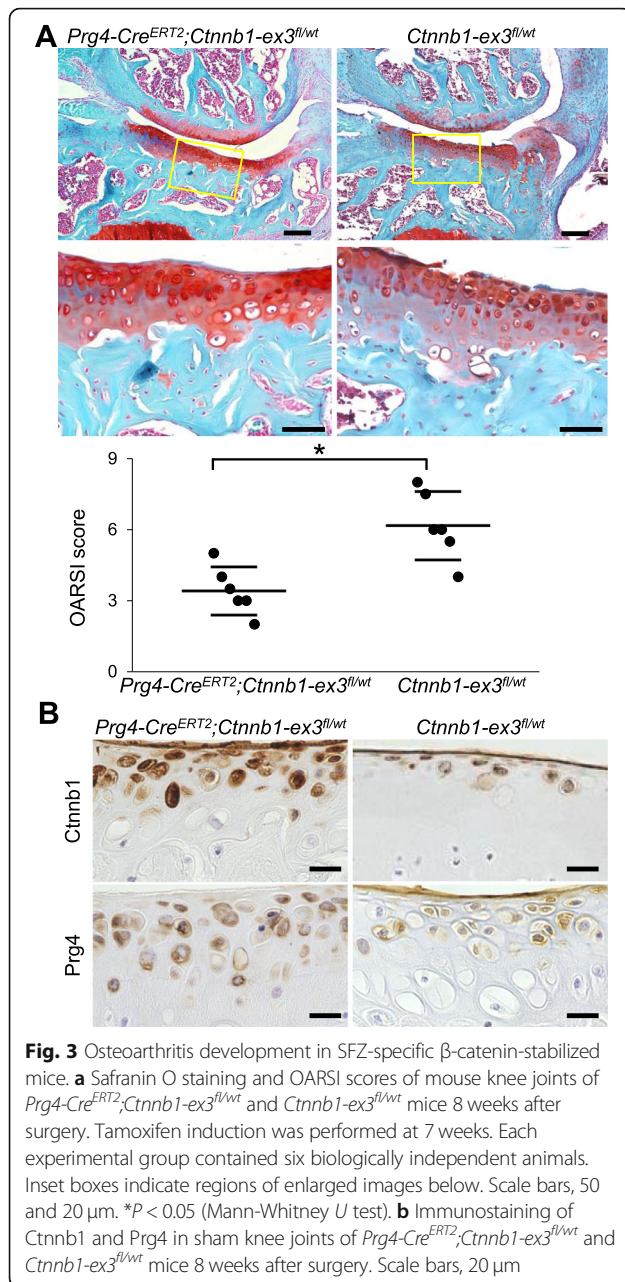 A
Prg4-CreERT2;Ctnnb1-ex3fl/wt Ctnnb1-ex3fl/wt
*
9
6
3
0
OARSI score
Prg4-CreERT2;Ctnnb1-ex3fl/wt Ctnnb1-ex3fl/wt
B
Prg4-CreERT2;Ctnnb1-ex3fl/wt Ctnnb1-ex3fl/wt
Ctnnb1
Prg4
Fig. 3 Osteoarthritis development in SFZ-specific β-catenin-stabilized
mice. a Safranin O staining and OARSI scores of mouse knee joints of
Prg4-CreERT2;Ctnnb1-ex3fl/wt and Ctnnb1-ex3fl/wt mice 8 weeks after
surgery. Tamoxifen induction was performed at 7 weeks. Each
experimental group contained six biologically independent animals.
Inset boxes indicate regions of enlarged images below. Scale bars, 50
and 20 μm. *P < 0.05 (Mann-Whitney U test). b Immunostaining of
Ctnnb1 and Prg4 in sham knee joints of Prg4-CreERT2;Ctnnb1-ex3fl/wt and
Ctnnb1-ex3fl/wt mice 8 weeks after surgery. Scale bars, 20 μm